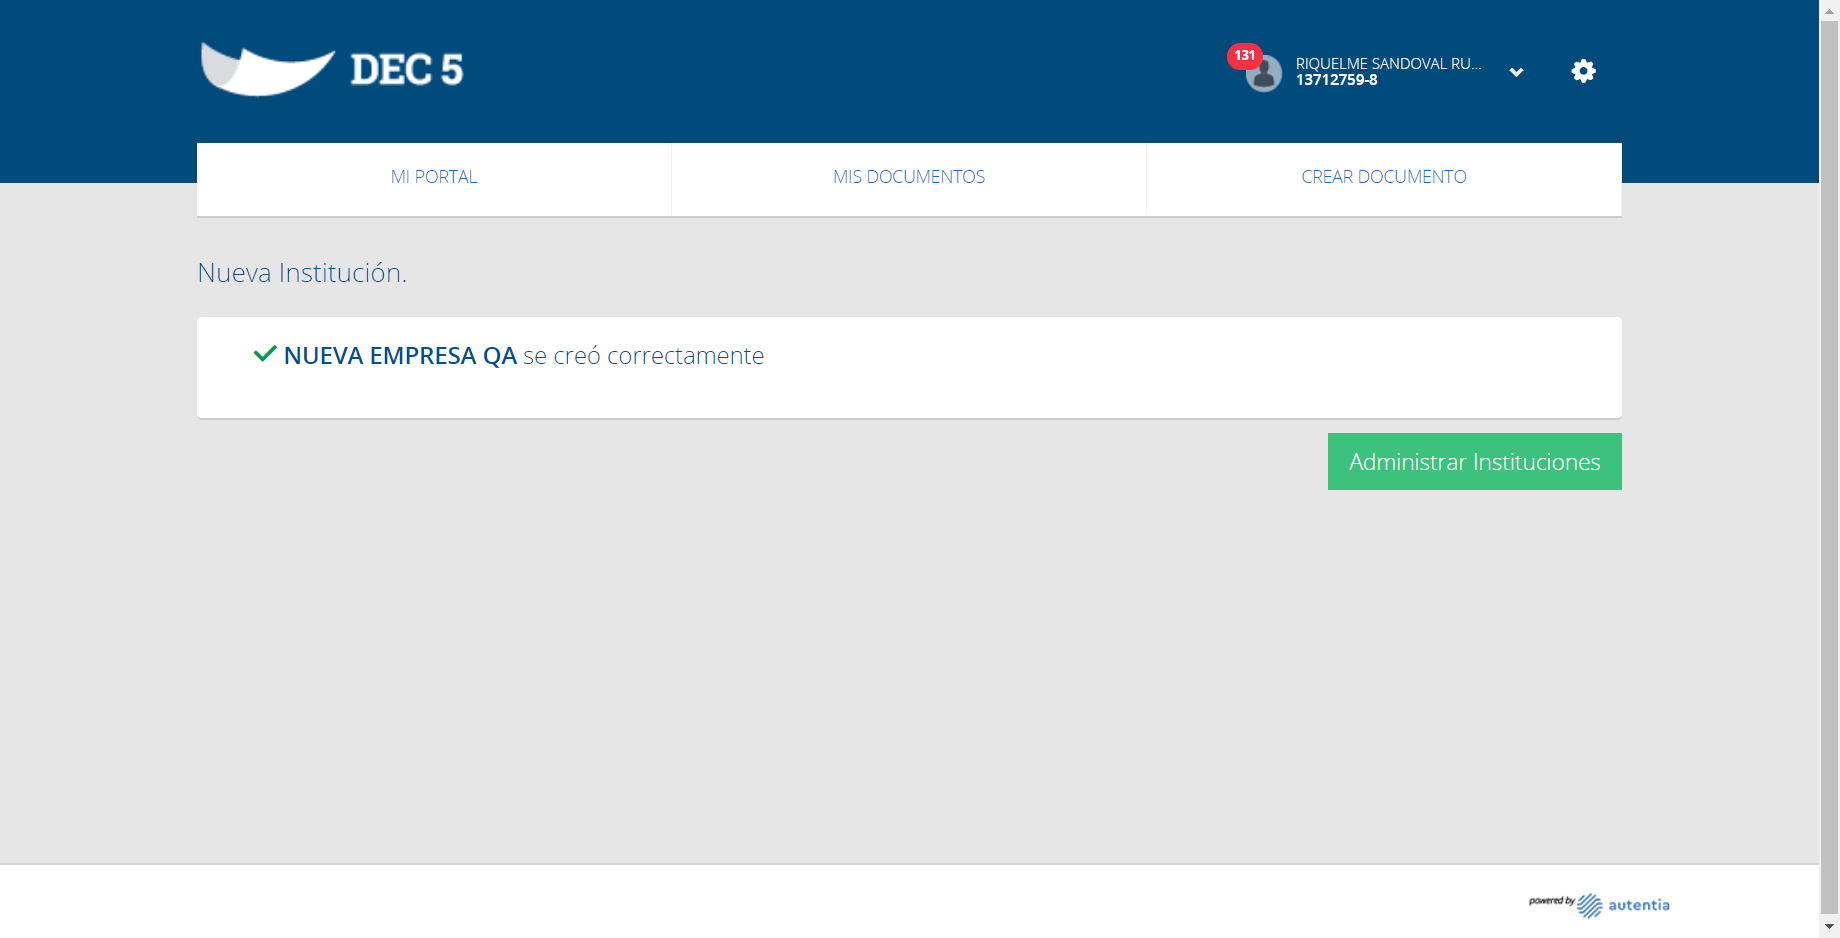 DEC 5
131
RIQUELME SANDOVAL RU...
13712759-8
MI PORTAL
MIS DOCUMENTOS
CREAR DOCUMENTO
Nueva Institución.
NUEVA EMPRESA QA se creó correctamente
Administrar Instituciones
powered by autentia